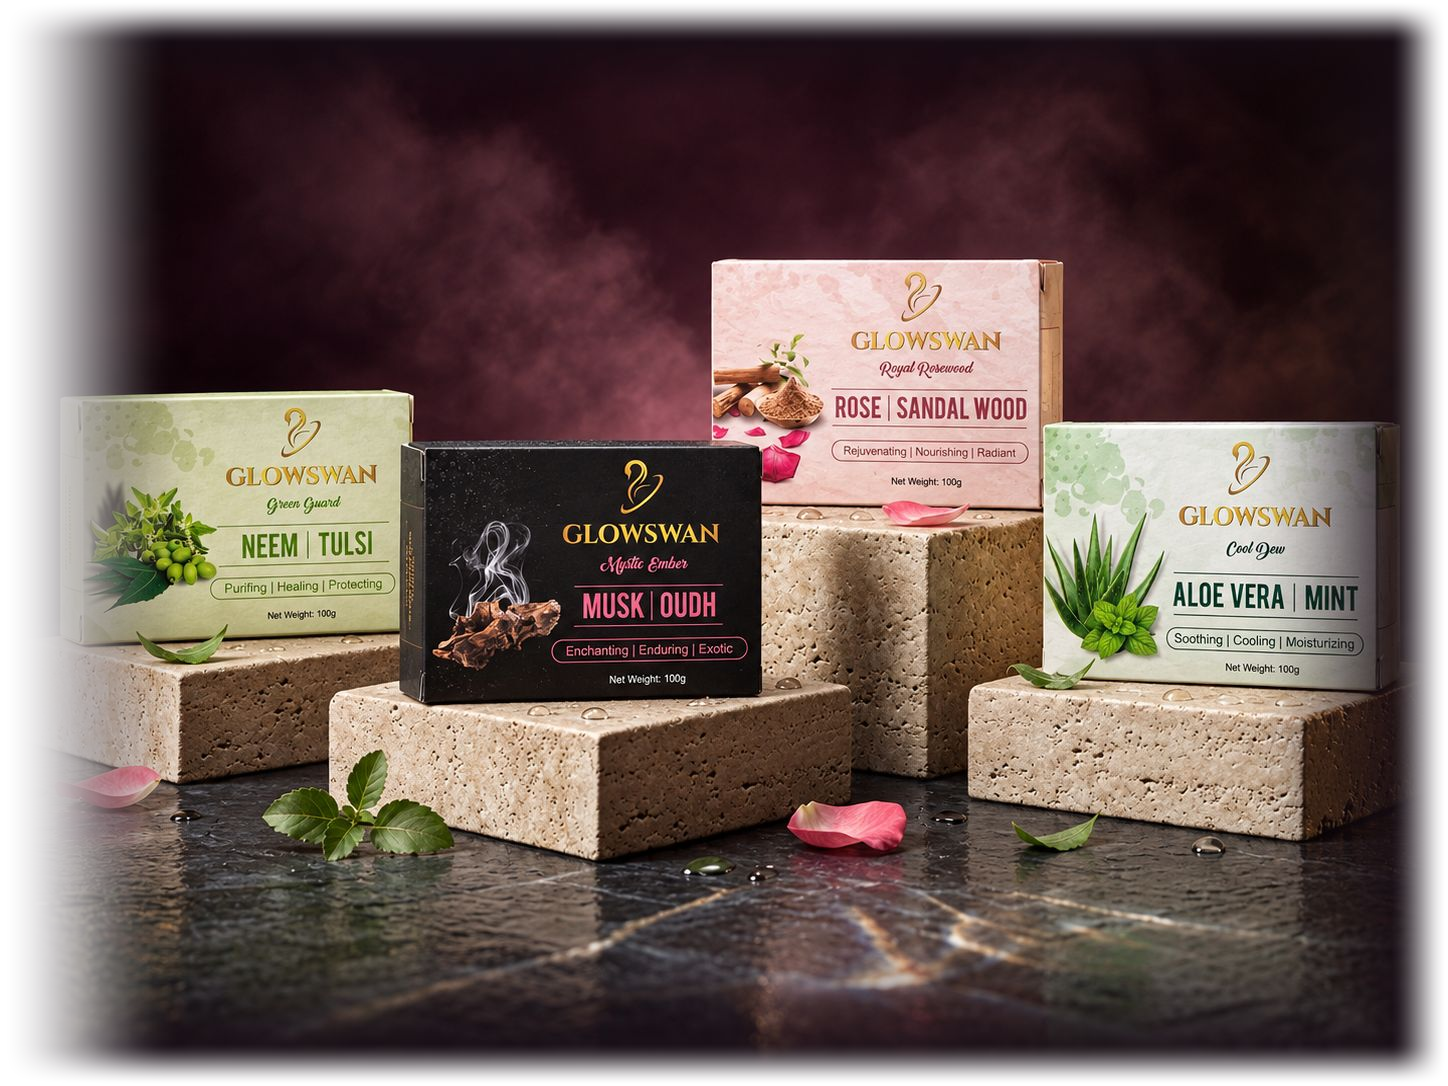 GLOWSWAN
Green Guard
NEEM | TULSI
Purifing | Healing | Protecting
Net Weight: 100g
GLOWSWAN
Mystic Ember
MUSK | OUDH
Enchanting | Enduring | Exotic
Net Weight: 100g
GLOWSWAN
Royal Rosewood
ROSE | SANDAL WOOD
Rejuvenating | Nourishing | Radiant
Net Weight: 100g
GLOWSWAN
Cool Dew
ALOE VERA | MINT
Soothing | Cooling | Moisturizing
Net Weight: 100g